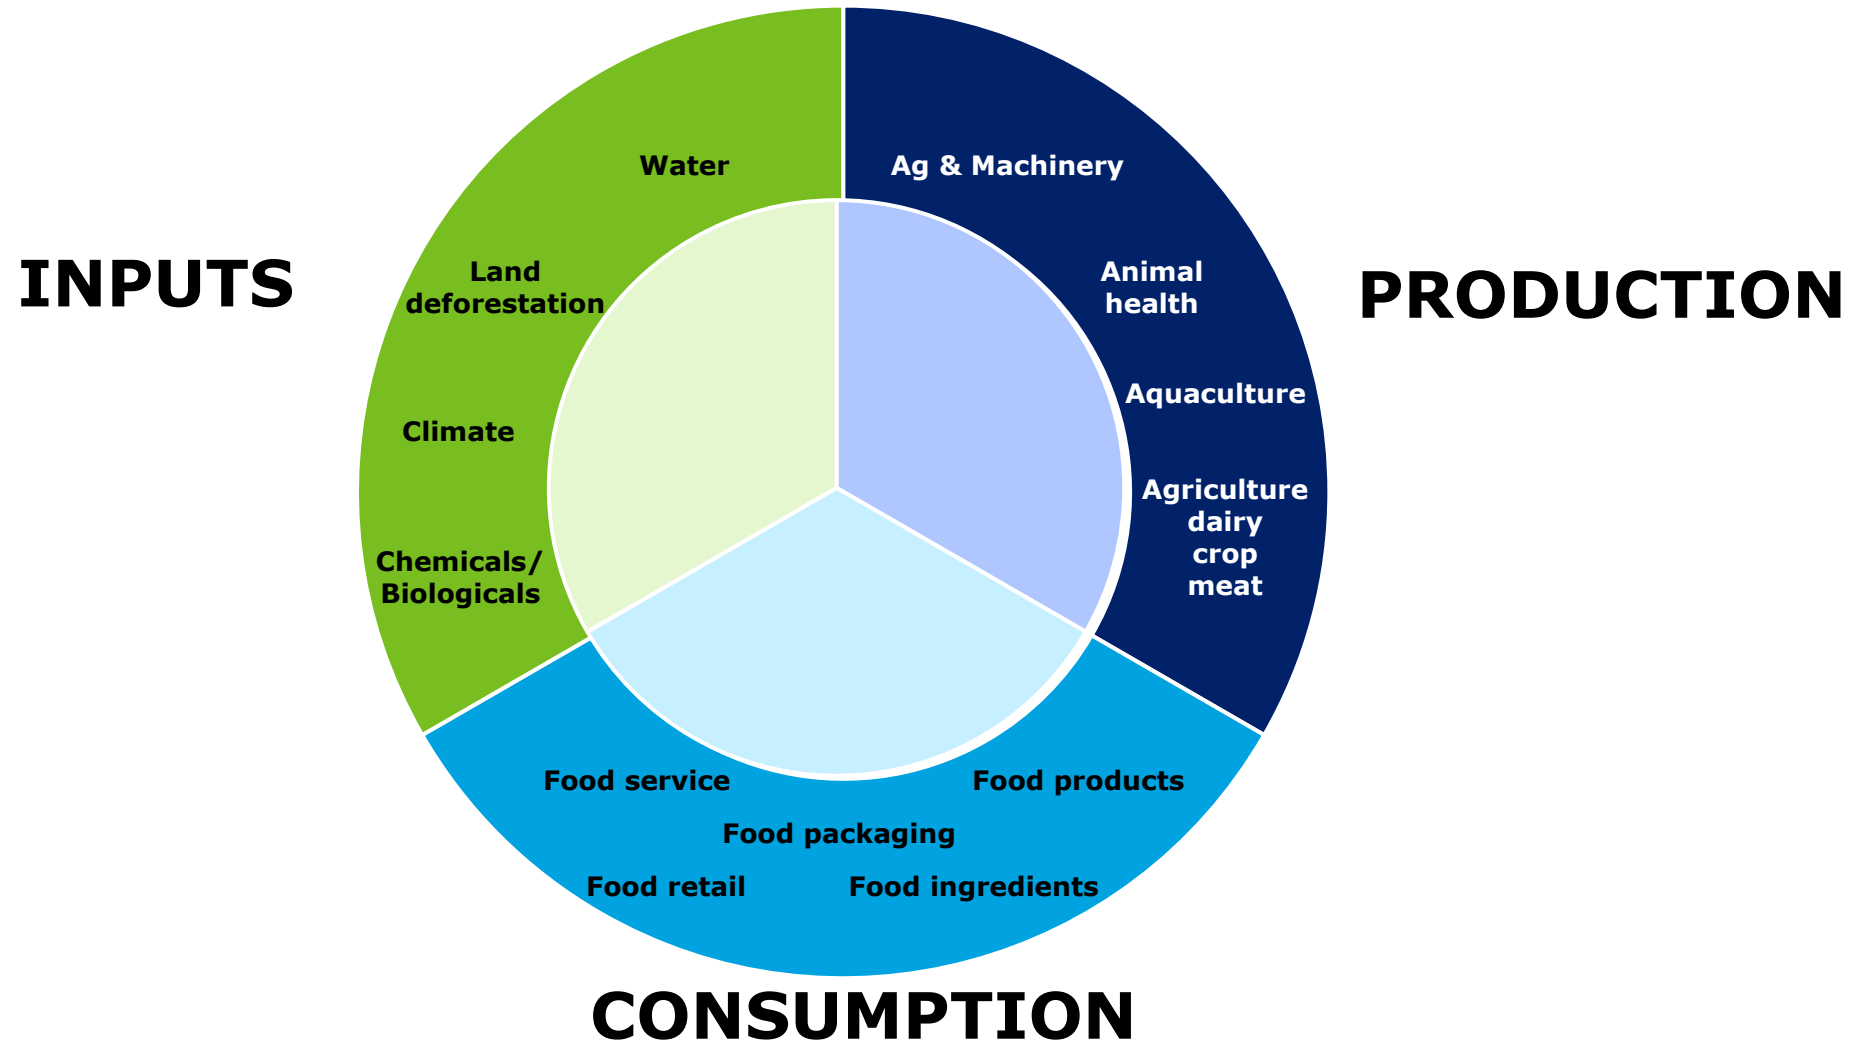 INPUTS
Water
Land
deforestation
Climate
Chemicals/
Biologicals
PRODUCTION
Ag & Machinery
Animal
health
Aquaculture
Agriculture
dairy
crop
meat
Food service
Food products
Food packaging
Food retail
Food ingredients
CONSUMPTION